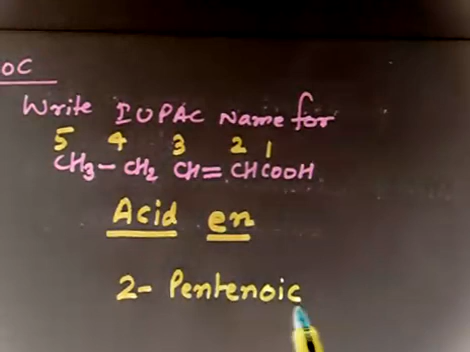 OC
Write IUPAC Name for
5 4 3 2 1
CH₃ – CH₂ CH = CHCOOH
Acid en
2- Pentenoic